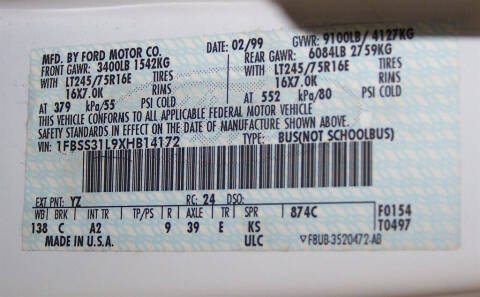 MFD. BY FORD MOTOR CO.
DATE: 02/99
GVWR: 9100LB/ 4127KG
FRONT GAWR: 3400LB 1542KG
REAR GAWR: 6084LB 2759KG
WITH LT245/75R16E TIRES
WITH LT245/75R16E TIRES
16X7.0K RIMS
16X7.0K RIMS
AT 379 kPa/55 PSI COLD
AT 552 kPa/80 PSI COLD
THIS VEHICLE CONFORMS TO ALL APPLICABLE FEDERAL MOTOR VEHICLE
SAFETY STANDARDS IN EFFECT ON THE DATE OF MANUFACTURE SHOWN ABOVE
VIN: 1FBSS31L9XHB14172
TYPE: BUS(NOT SCHOOLBUS)
EXT PNT: YZ RC: 24 DSO:
WB BRK INT TR TP/PS R AXLE TR SPR 874C F0154
138 C A2 9 39 E KS T0497
MADE IN U.S.A. ULC F8UB-3520472-AB